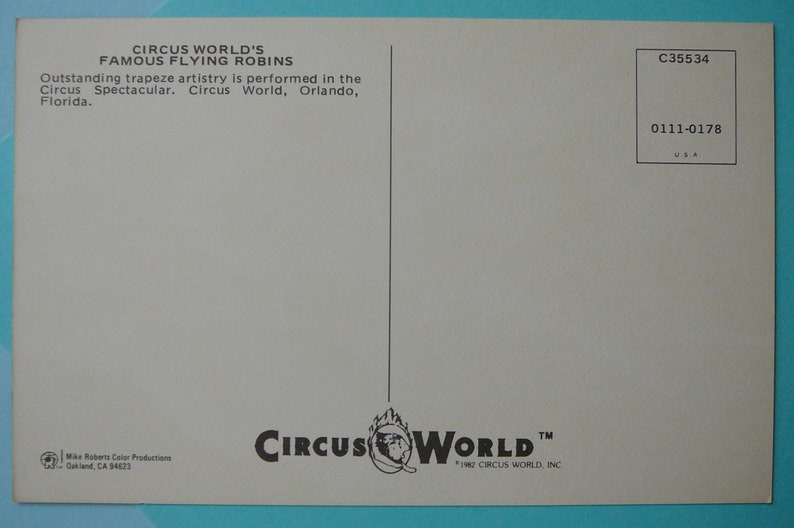 CIRCUS WORLD'S
FAMOUS FLYING ROBINS
Outstanding trapeze artistry is performed in the
Circus Spectacular. Circus World, Orlando,
Florida.
C35534
0111-0178
U S A
Mike Roberts Color Productions
Oakland, CA 94623
CIRCUS WORLD™
©1982 CIRCUS WORLD, INC